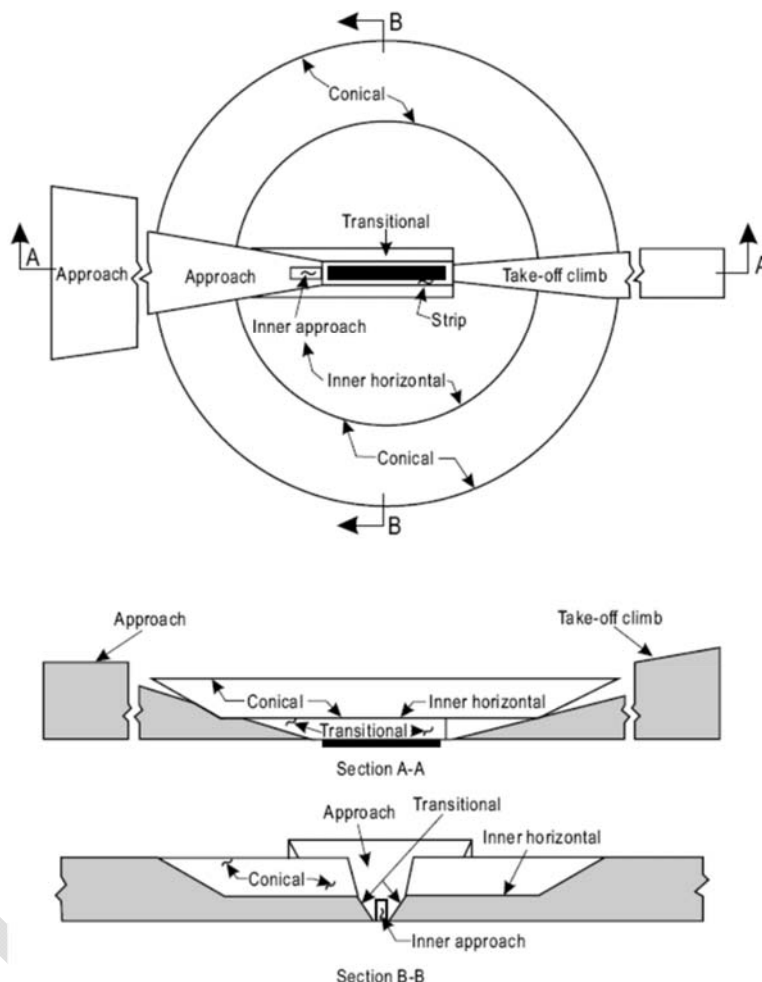 B
Conical
Transitional
A
Approach
Approach
Take-off climb
A
Inner approach
Strip
Inner horizontal
Conical
B
Approach
Take-off climb
Conical
Inner horizontal
Transitional
Section A-A
Transitional
Approach
Inner horizontal
Conical
Inner approach
Section B-B